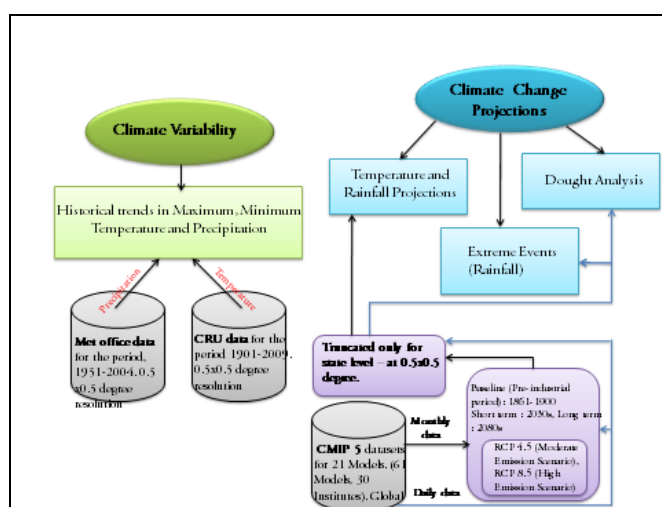 Climate Variability
Historical trends in Maximum, Minimum
Temperature and Precipitation
Precipitation
Temperature
Met office data
for the period,
1951-2004. 0.5
x0.5 degree
resolution
CRU data for the
period 1901-2009.
0.5x0.5 degree
resolution
Climate Change
Projections
Temperature and
Rainfall Projections
Dought Analysis
Extreme Events
(Rainfall)
Truncated only for
state level – at 0.5x0.5
degree.
Baseline (Pre-industrial
period) : 1861-1900
Short term : 2030s, Long term
: 2080s
RCP 4.5 (Moderate
Emission Scenario),
RCP 8.5 (High
Emission Scenario)
Monthly
data
CMIP 5 datasets
for 21 Models. (61
Models, 30
Institutes). Global
Daily data